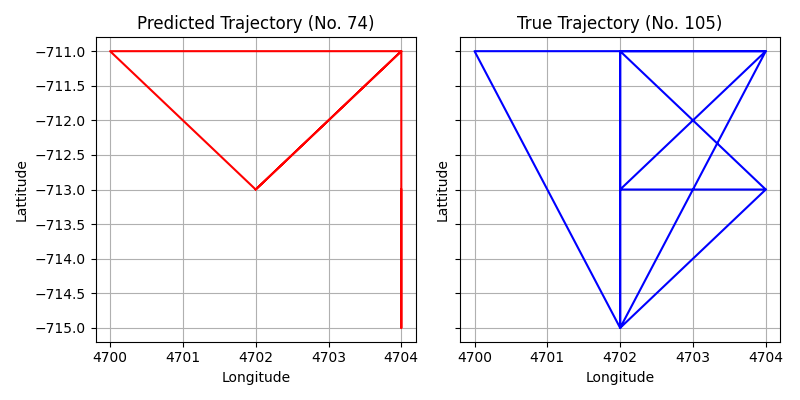 Predicted Trajectory (No. 74)
True Trajectory (No. 105)
−711.0
−711.5
−712.0
−712.5
−713.0
−713.5
−714.0
−714.5
−715.0
Lattitude
Lattitude
4700 4701 4702 4703 4704
4700 4701 4702 4703 4704
Longitude
Longitude